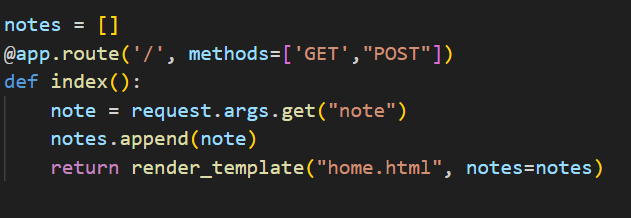 notes = []
@app.route('/', methods=['GET',"POST"])
def index():
    note = request.args.get("note")
    notes.append(note)
    return render_template("home.html", notes=notes)